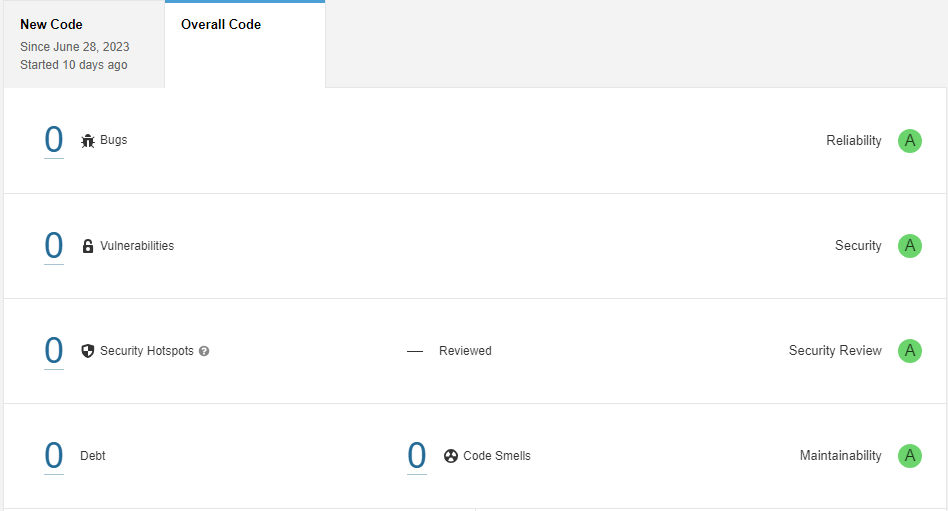 New Code
Since June 28, 2023
Started 10 days ago
Overall Code
0 Bugs
Reliability A
0 Vulnerabilities
Security A
0 Security Hotspots ?
— Reviewed
Security Review A
0 Debt
0 Code Smells
Maintainability A